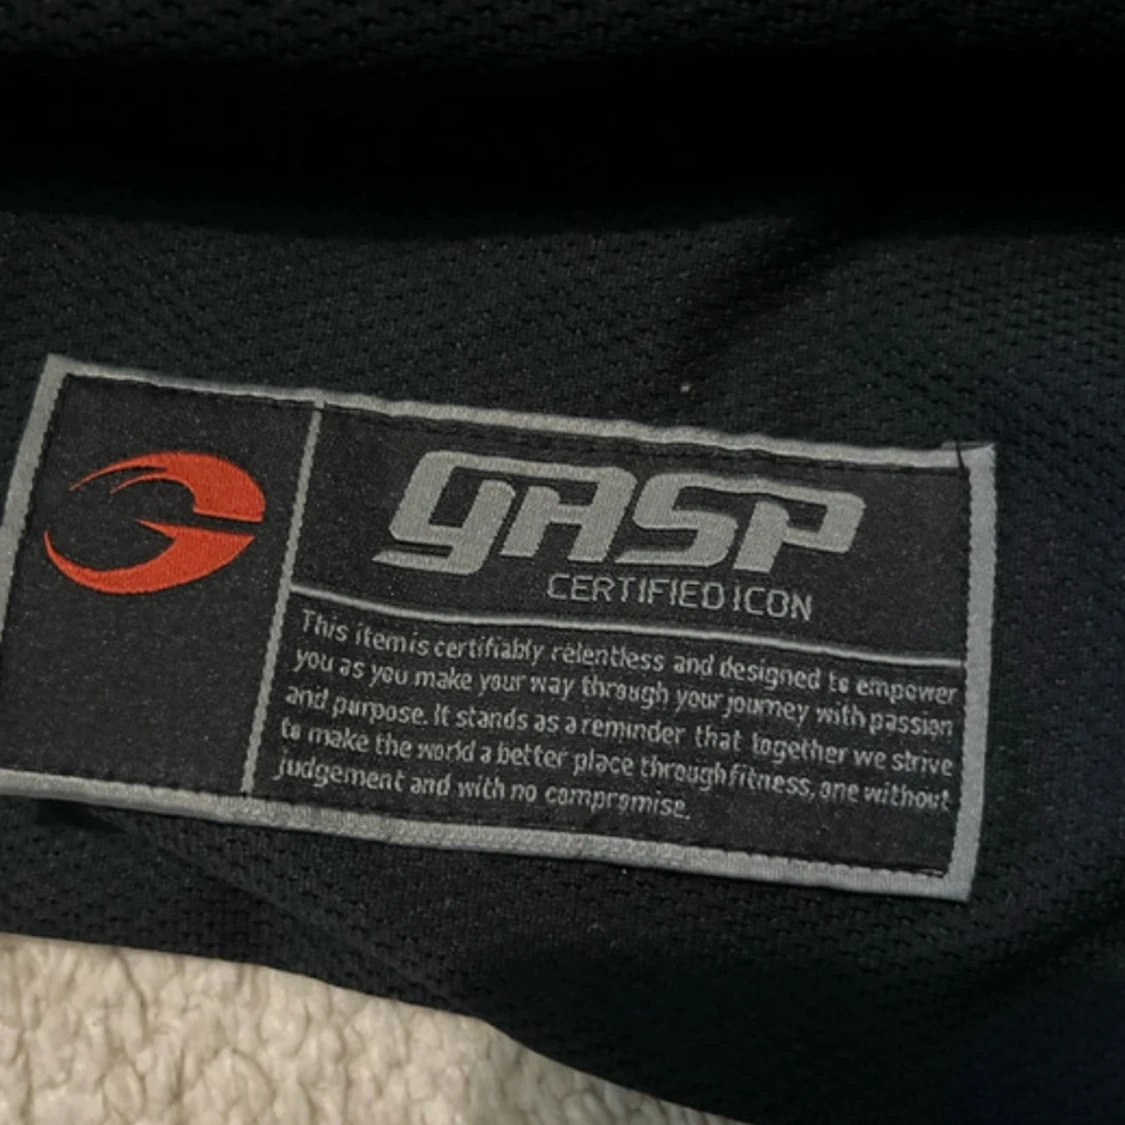 gASP
CERTIFIED ICON
This item is certifiably relentless and designed to empower
you as you make your way through your journey with passion
and purpose. It stands as a reminder that together we strive
to make the world a better place through fitness, one without
judgement and with no compromise.